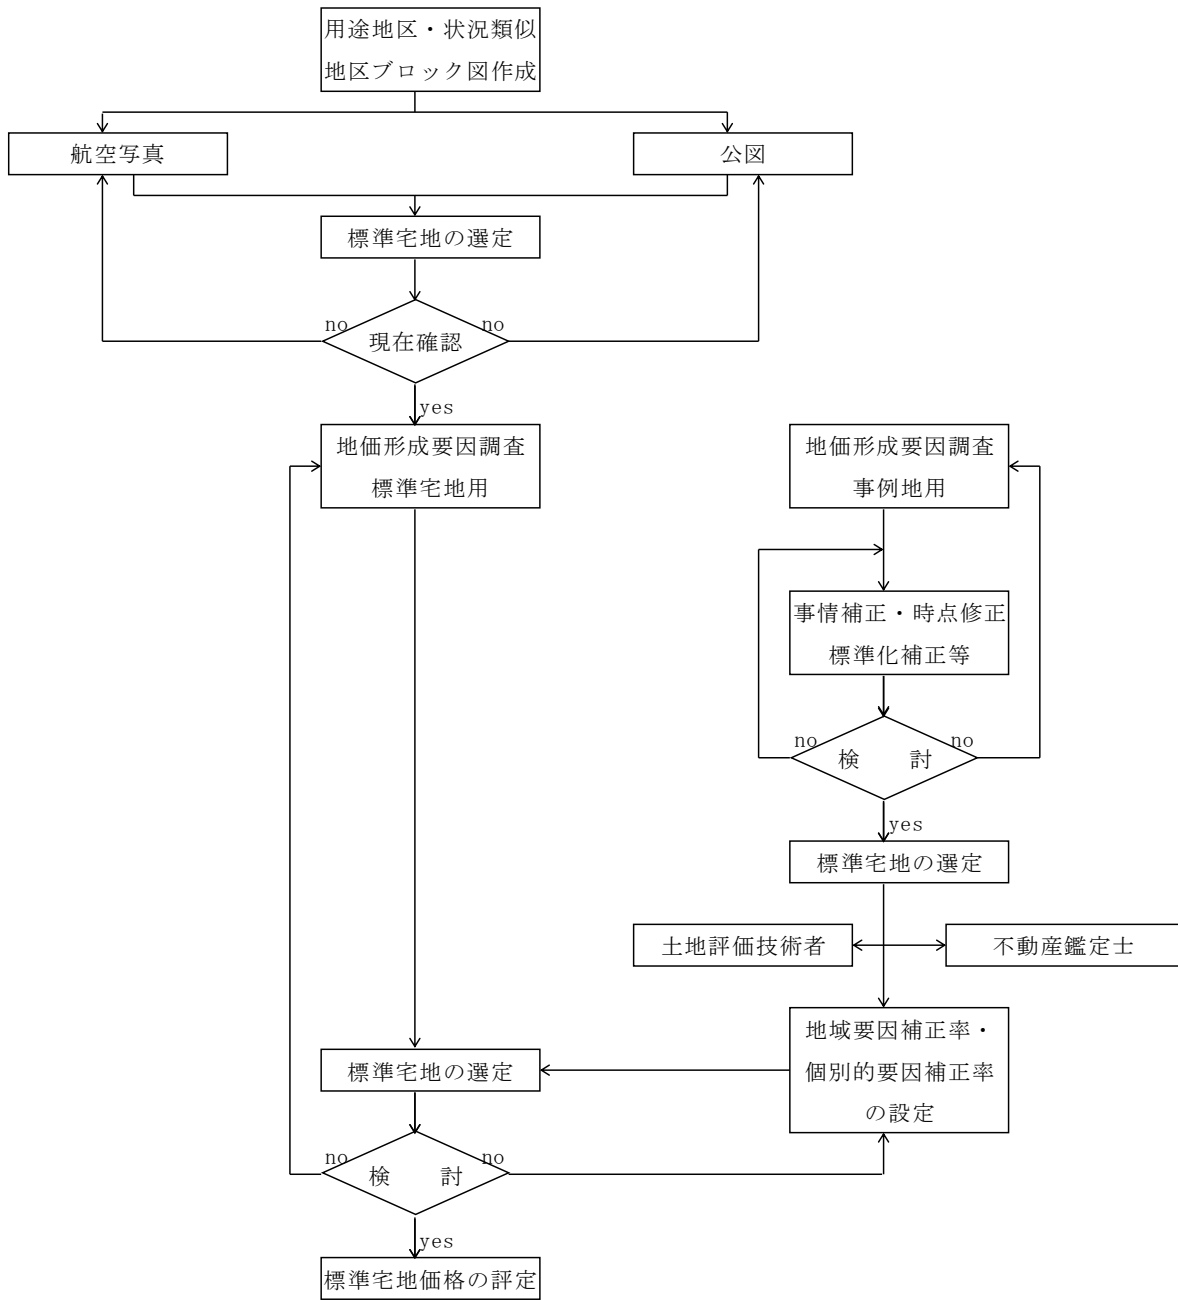 用途地区・状況類似
地区ブロック図作成
航空写真
公図
標準宅地の選定
no
no
現在確認
yes
地価形成要因調査
標準宅地用
地価形成要因調査
事例地用
事情補正・時点修正
標準化補正等
no
no
検 討
yes
標準宅地の選定
土地評価技術者
不動産鑑定士
地域要因補正率・
個別的要因補正率
の設定
標準宅地の選定
no
no
検 討
yes
標準宅地価格の評定